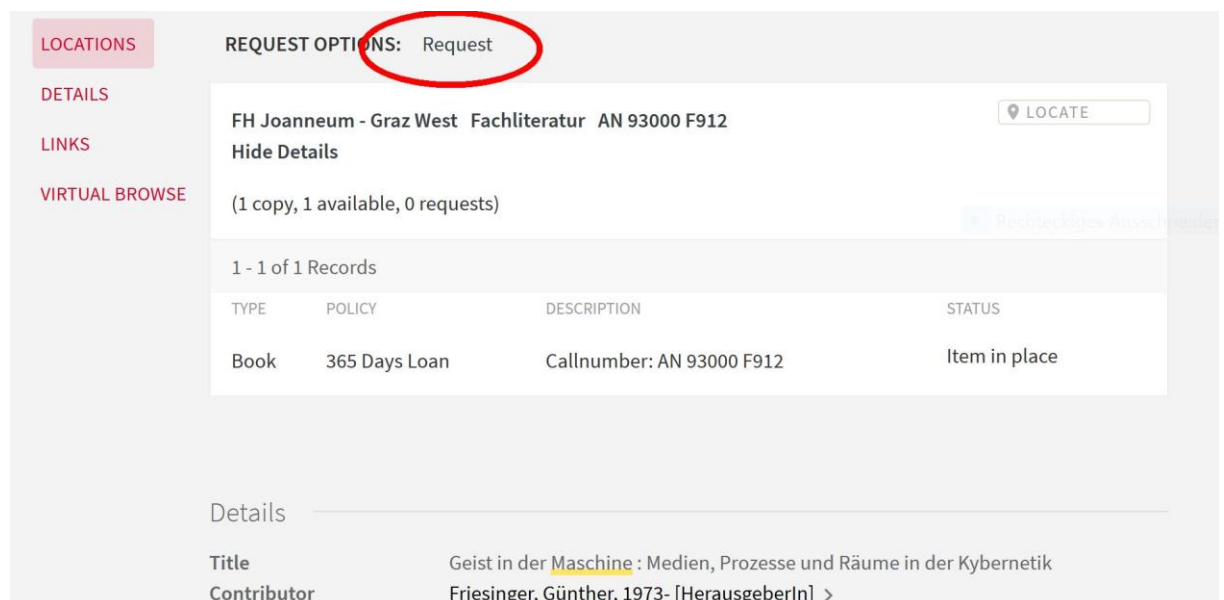 LOCATIONS
REQUEST OPTIONS: Request
DETAILS
FH Joanneum - Graz West Fachliteratur AN 93000 F912
LOCATE
LINKS
Hide Details
VIRTUAL BROWSE
(1 copy, 1 available, 0 requests)
Rechteckiges Ausschneiden
1 - 1 of 1 Records
TYPE POLICY DESCRIPTION STATUS
Book 365 Days Loan Callnumber: AN 93000 F912 Item in place
Details
Title Geist in der Maschine : Medien, Prozesse und Räume in der Kybernetik
Contributor Friesinger, Günther, 1973- [HerausgeberIn] >